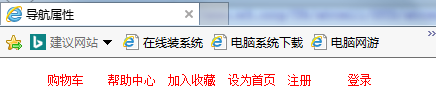 导航属性
建议网站 在线装系统 电脑系统下载 电脑网游
购物车 帮助中心 加入收藏 设为首页 注册 登录